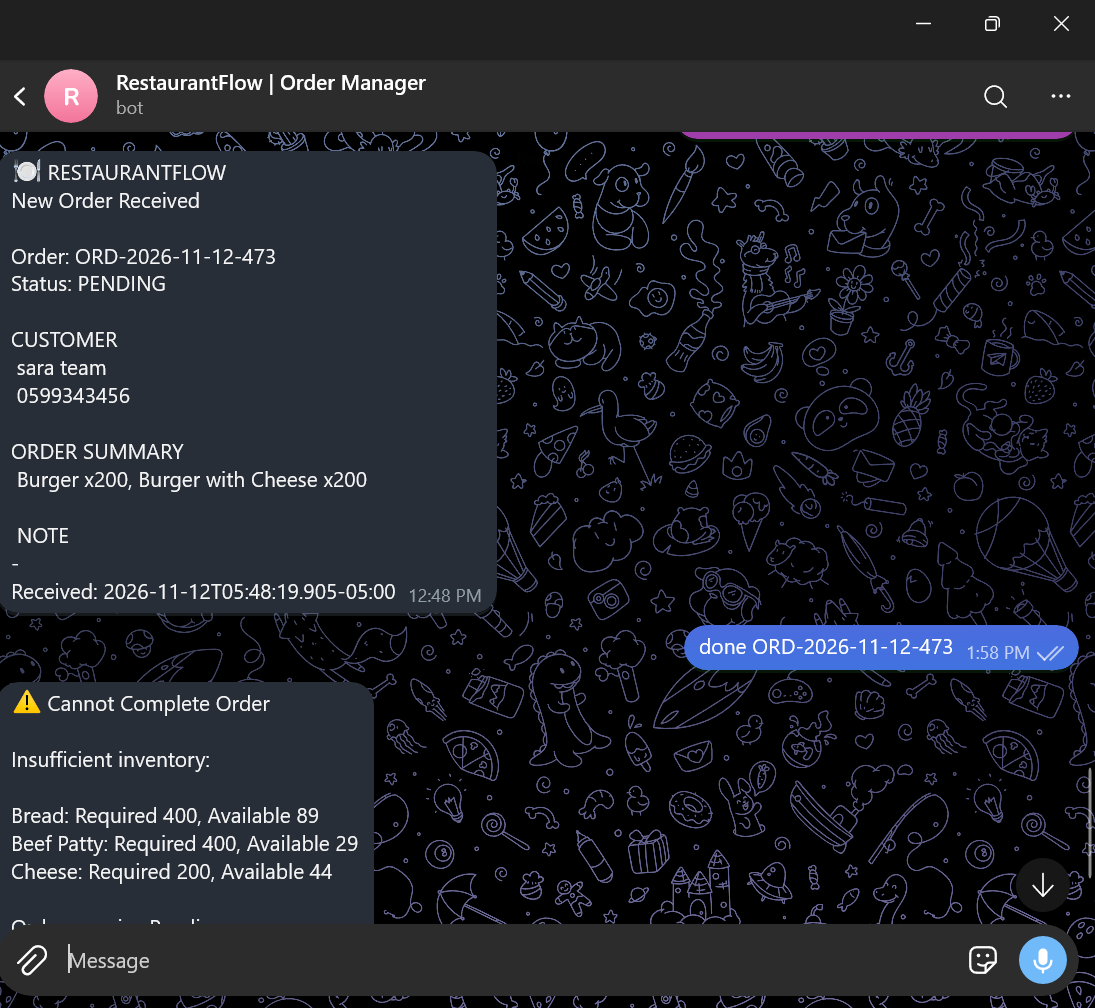 R
RestaurantFlow | Order Manager
bot
🍽️ RESTAURANTFLOW
New Order Received
Order: ORD-2026-11-12-473
Status: PENDING
CUSTOMER
sara team
0599343456
ORDER SUMMARY
Burger x200, Burger with Cheese x200
NOTE
-
Received: 2026-11-12T05:48:19.905-05:00 12:48 PM
done ORD-2026-11-12-473 1:58 PM
⚠️ Cannot Complete Order
Insufficient inventory:
Bread: Required 400, Available 89
Beef Patty: Required 400, Available 29
Cheese: Required 200, Available 44
Message